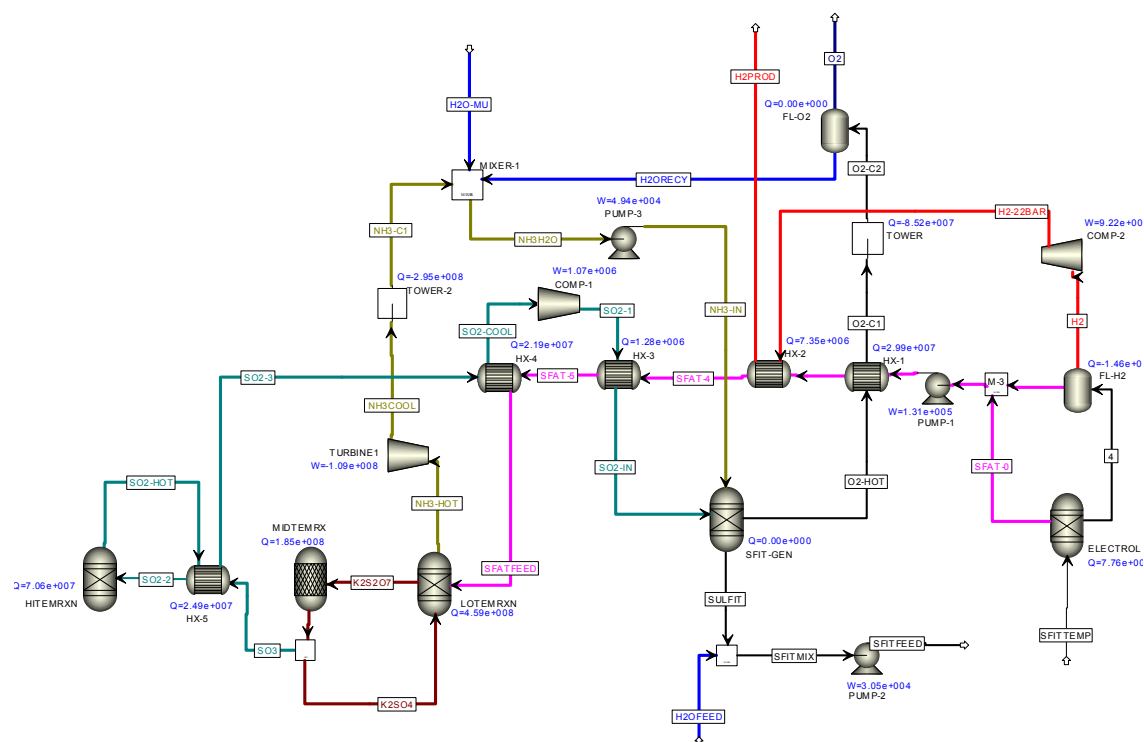 O2
H2PROD
Q=0.00e+000
FL-O2
H2O-MU
MIXER-1
O2-C2
H2ORECY
W=4.94e+004
PUMP-3
H2-22BAR
W=9.22e+00
COMP-2
NH3-C1
NH3H2O
Q=-8.52e+007
TOWER
Q=-2.95e+008
TOWER-2
W=1.07e+006
COMP-1
NH3-IN
SO2-COOL
SO2-1
O2-C1
H2
Q=2.19e+007
HX-4
Q=1.28e+006
HX-3
Q=7.35e+006
HX-2
Q=2.99e+007
HX-1
Q=-1.46e+0
FL-H2
SO2-3
SFAT-5
SFAT-4
M-3
W=1.31e+005
PUMP-1
NH3COOL
TURBINE1
W=-1.09e+008
SO2-IN
O2-HOT
SFAT-0
4
SO2-HOT
NH3-HOT
MIDTEMRX
Q=1.85e+008
Q=0.00e+000
SFIT-GEN
ELECTROL
Q=7.76e+00
SO2-2
Q=7.06e+007
HITEMRXN
Q=2.49e+007
HX-5
K2S2O7
LOTEMRXN
Q=4.59e+008
SFATFEED
SULFIT
SFITTEMP
SO3
SFITMIX
SFITFEED
W=3.05e+004
PUMP-2
K2SO4
H2OFEED